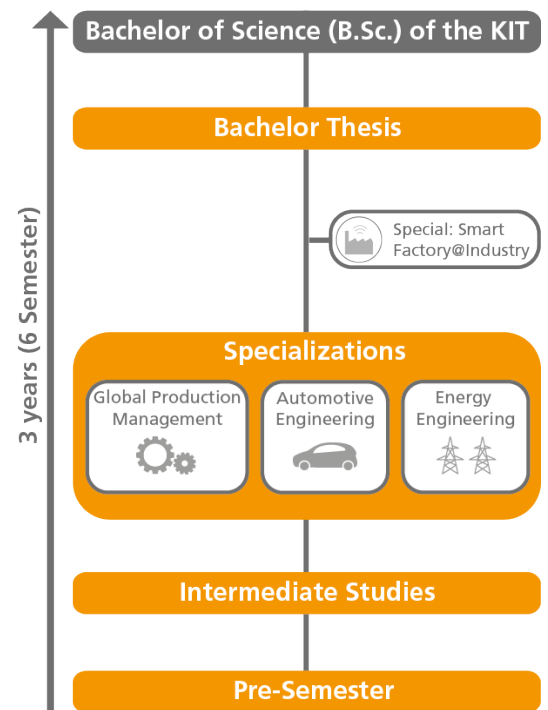 Bachelor of Science (B.Sc.) of the KIT
Bachelor Thesis
3 years (6 Semester)
Special: Smart
Factory@Industry
Specializations
Global Production
Management
Automotive
Engineering
Energy
Engineering
Intermediate Studies
Pre-Semester